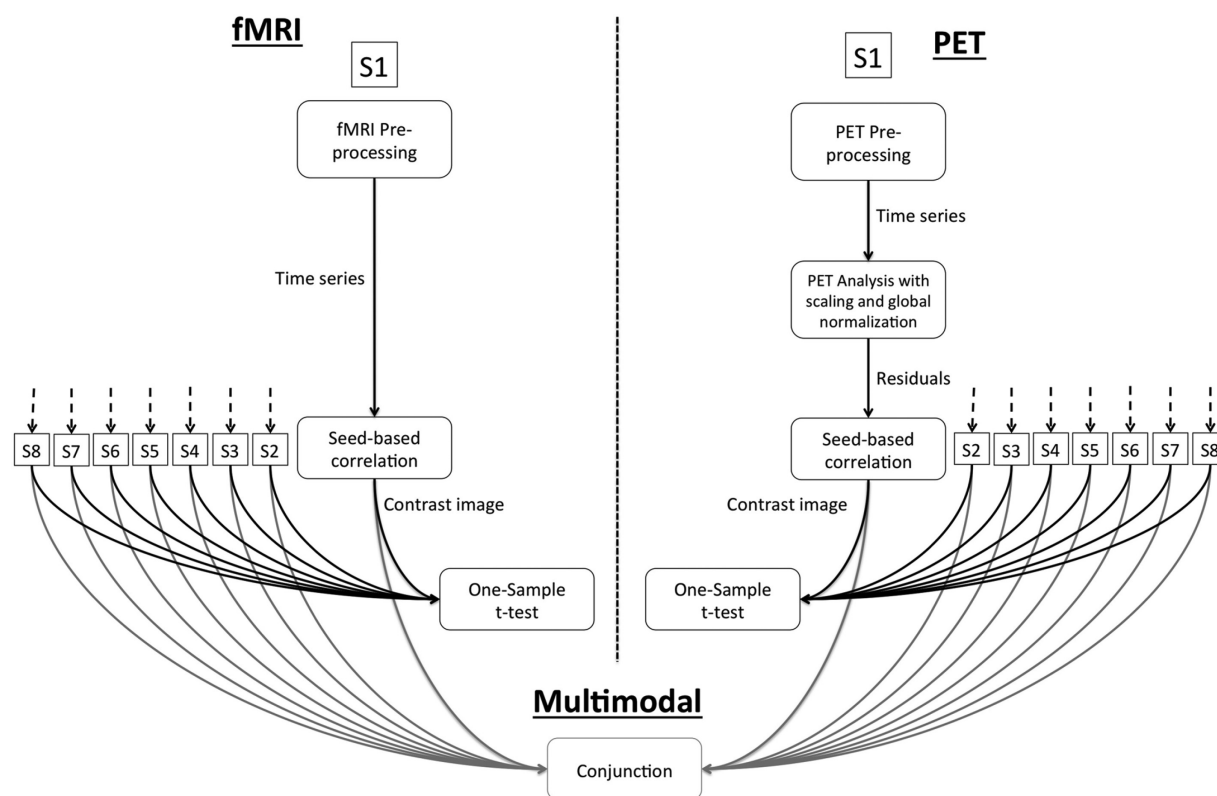 fMRI
S1
fMRI Pre-
processing
Time series
S8 S7 S6 S5 S4 S3 S2
Seed-based
correlation
Contrast image
One-Sample
t-test
PET
S1
PET Pre-
processing
Time series
PET Analysis with
scaling and global
normalization
Residuals
Seed-based
correlation
S2 S3 S4 S5 S6 S7 S8
Contrast image
One-Sample
t-test
Multimodal
Conjunction